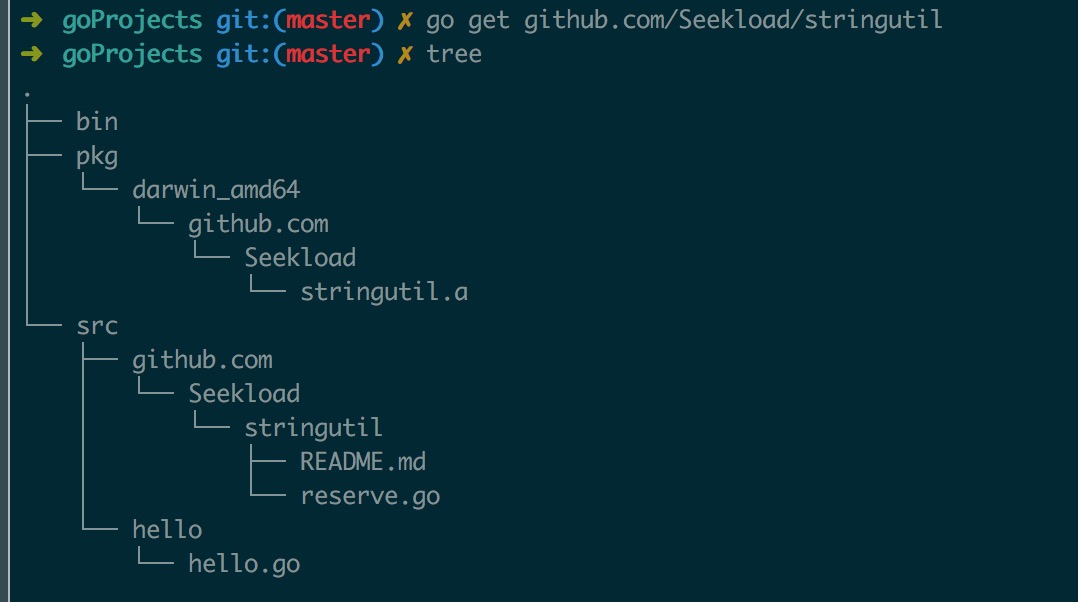 ➜ goProjects git:(master) ✗ go get github.com/Seekload/stringutil
➜ goProjects git:(master) ✗ tree
.
├── bin
├── pkg
│   └── darwin_amd64
│       └── github.com
│           └── Seekload
│               └── stringutil.a
└── src
    ├── github.com
    │   └── Seekload
    │       └── stringutil
    │           ├── README.md
    │           └── reserve.go
    └── hello
        └── hello.go